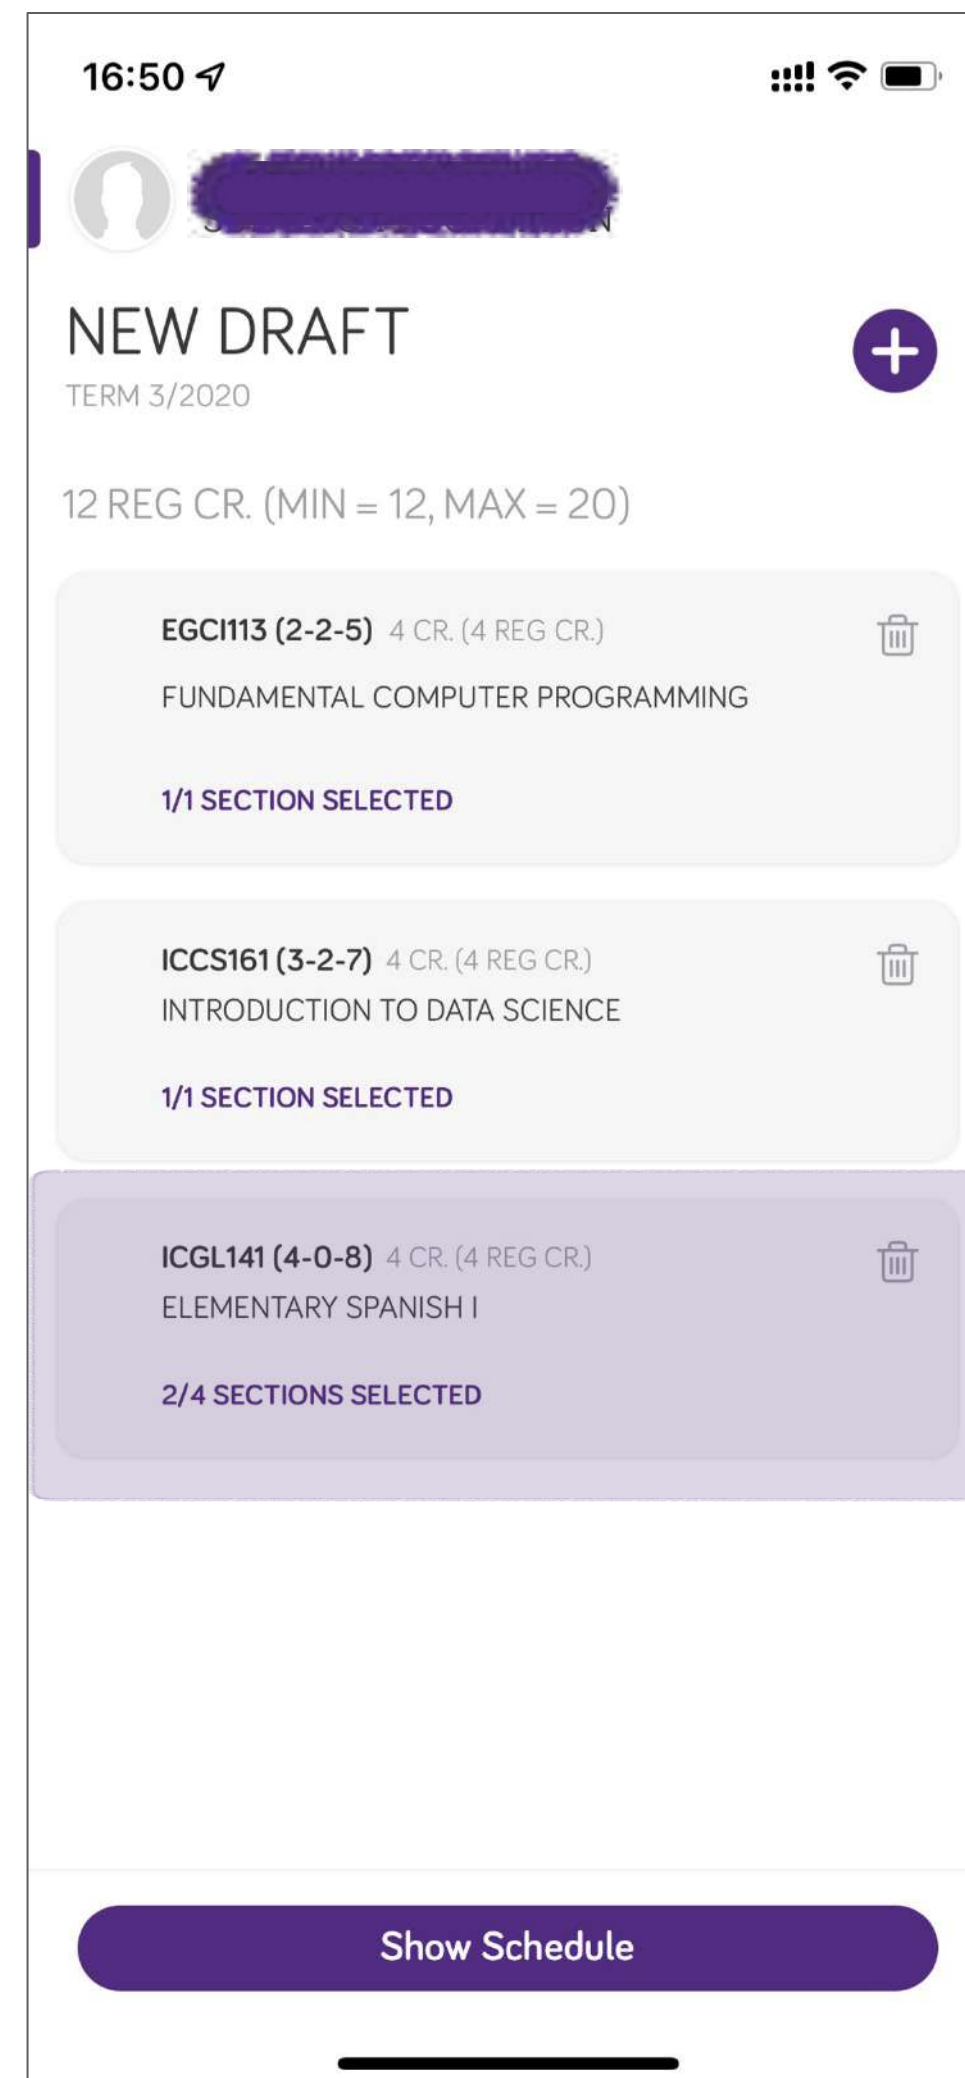 16:50
NEW DRAFT
TERM 3/2020
12 REG CR. (MIN = 12, MAX = 20)
EGCI113 (2-2-5) 4 CR. (4 REG CR.)
FUNDAMENTAL COMPUTER PROGRAMMING
1/1 SECTION SELECTED
ICCS161 (3-2-7) 4 CR. (4 REG CR.)
INTRODUCTION TO DATA SCIENCE
1/1 SECTION SELECTED
ICGL141 (4-0-8) 4 CR. (4 REG CR.)
ELEMENTARY SPANISH I
2/4 SECTIONS SELECTED
Show Schedule